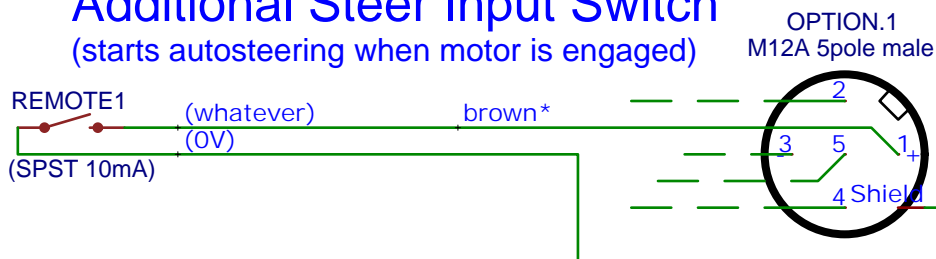 Additional Steer Input Switch
(starts autosteering when motor is engaged)
OPTION.1
M12A 5pole male
REMOTE1
(whatever)
brown*
(0V)
(SPST 10mA)
2
3
-
5
1
+
4
Shield